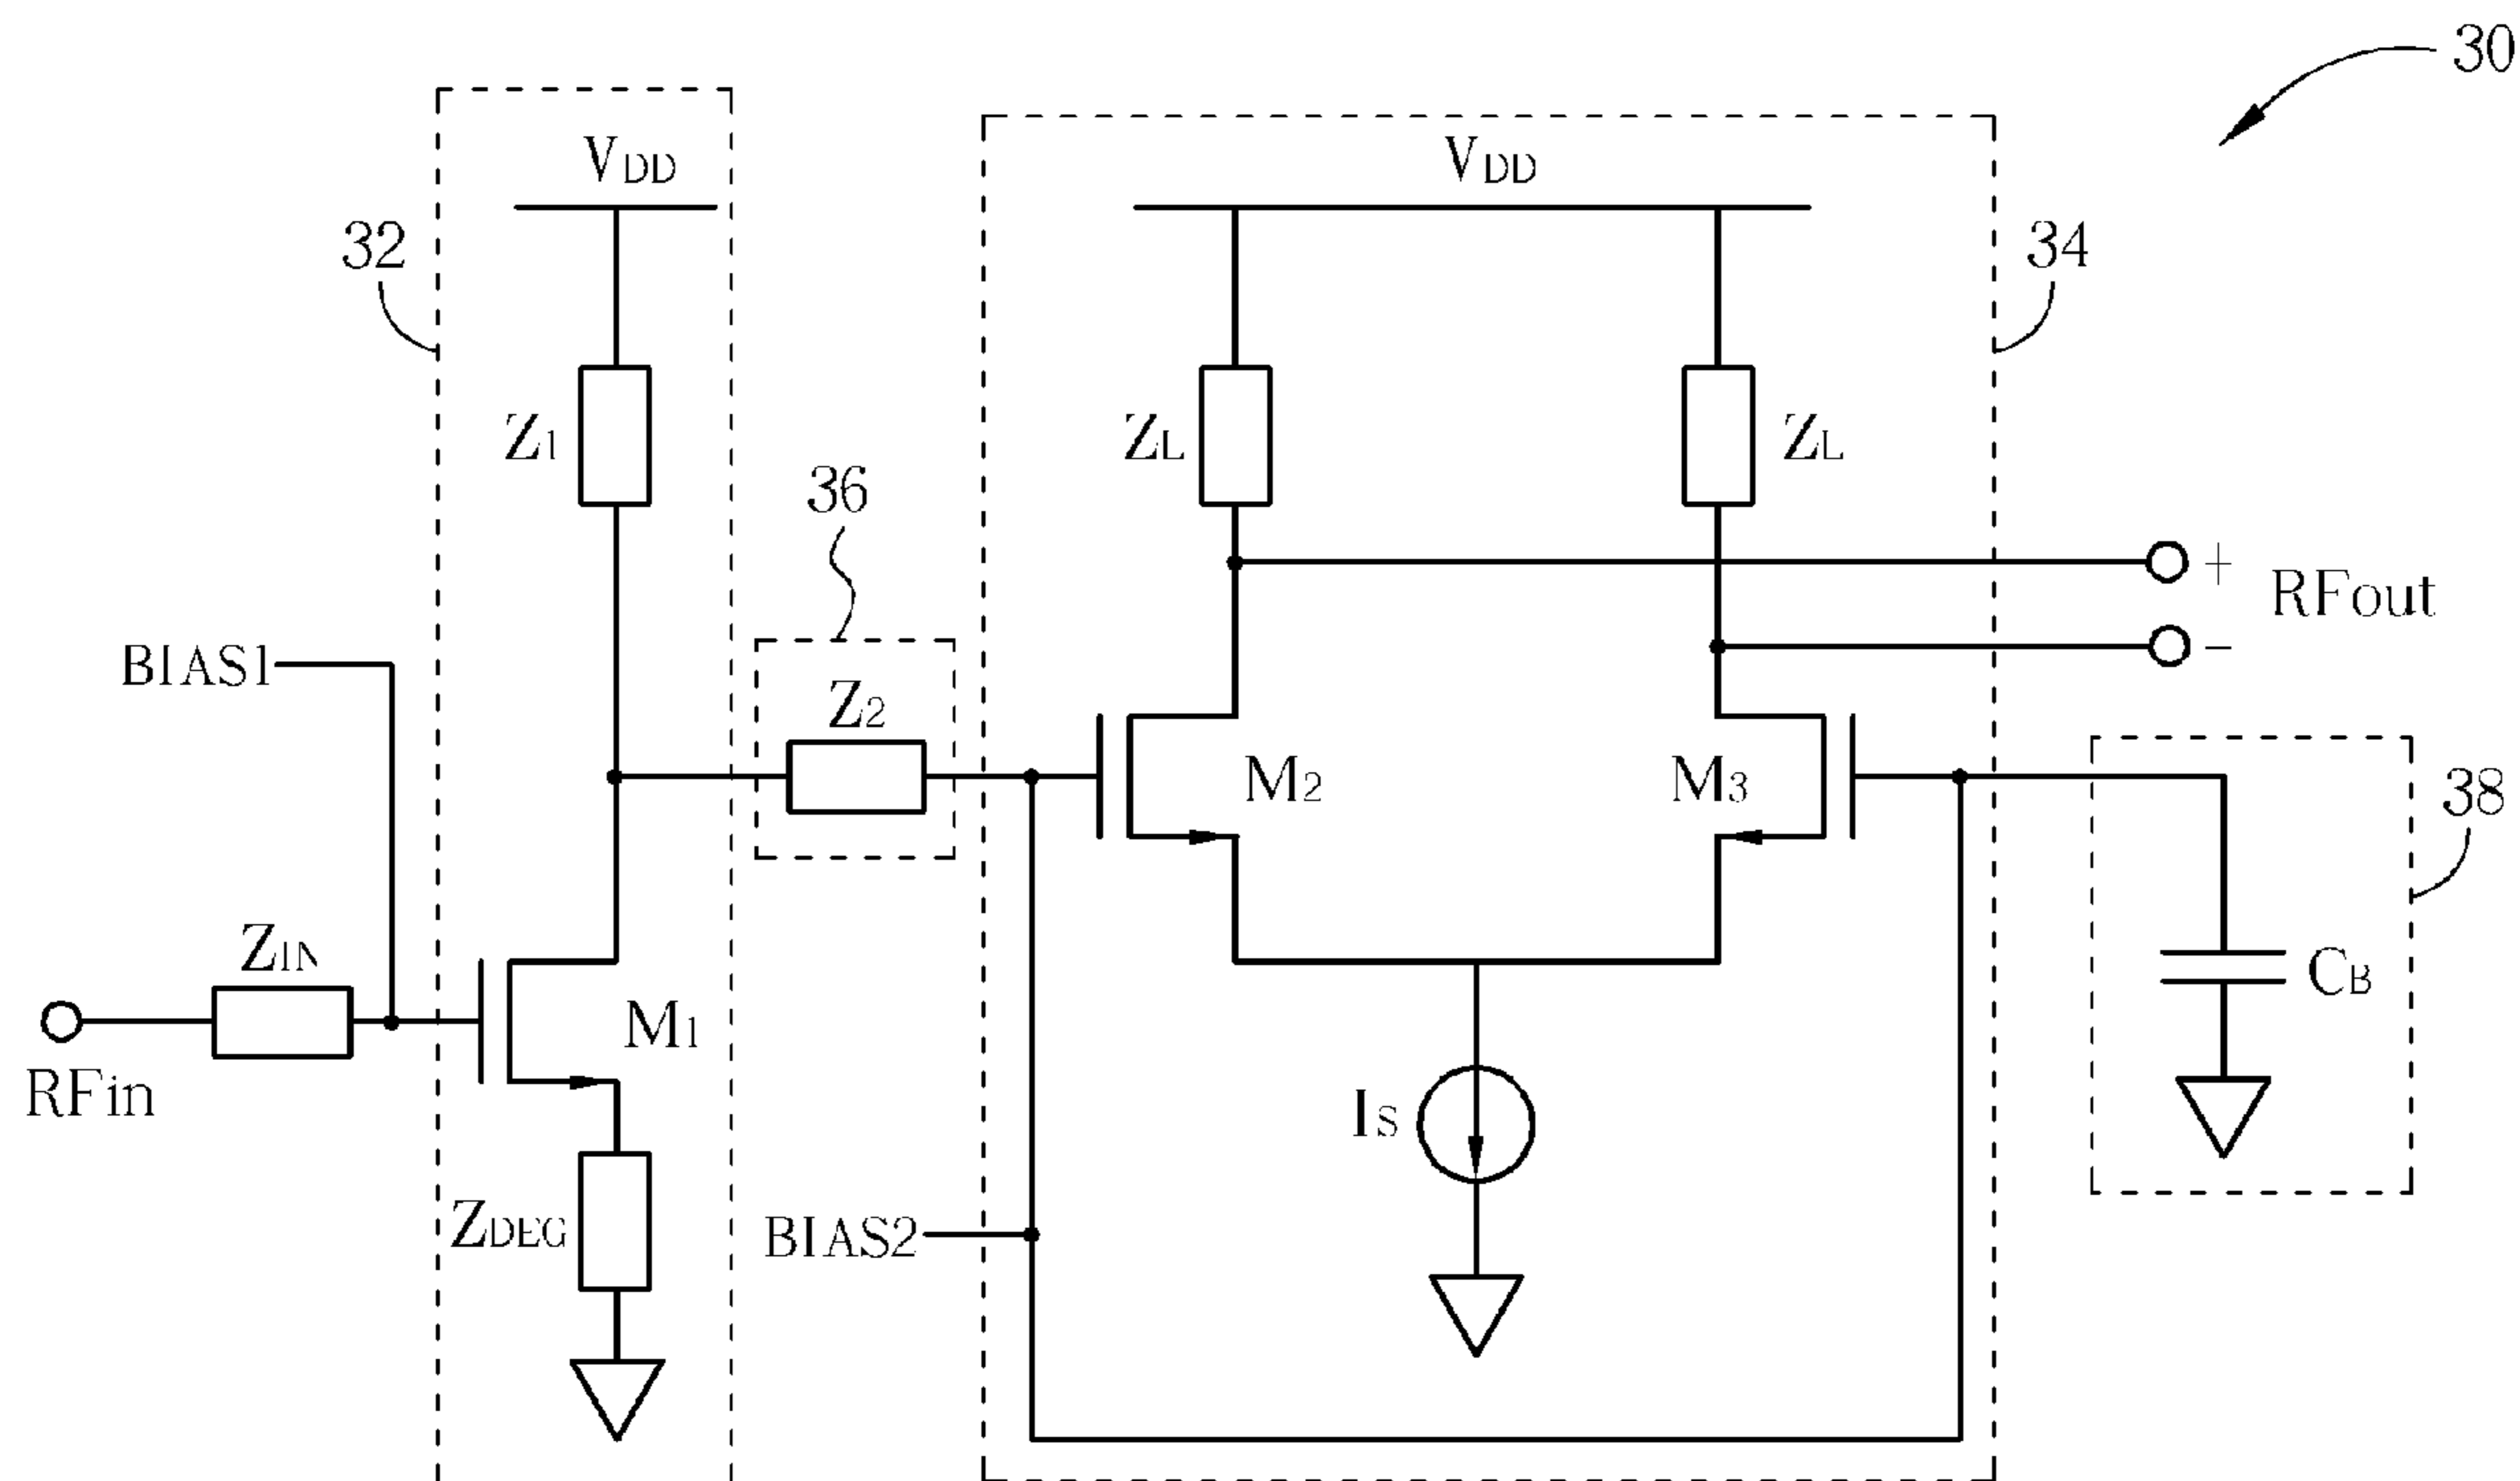 30
VDD
VDD
32
34
Z1
ZL
ZL
36
+
RFout
BIAS1
-
Z2
M2
M3
38
ZIN
CB
M1
RFin
IS
ZDEG
BIAS2